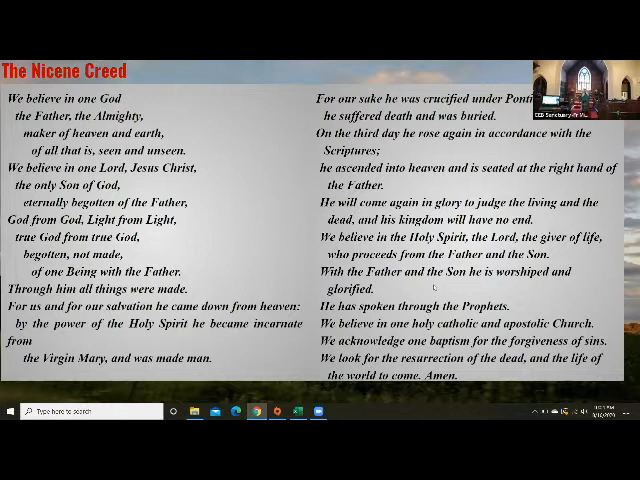 The Nicene Creed
We believe in one God
the Father, the Almighty,
maker of heaven and earth,
of all that is, seen and unseen.
We believe in one Lord, Jesus Christ,
the only Son of God,
eternally begotten of the Father,
God from God, Light from Light,
true God from true God,
begotten, not made,
of one Being with the Father.
Through him all things were made.
For us and for our salvation he came down from heaven:
by the power of the Holy Spirit he became incarnate
from
the Virgin Mary, and was made man.
For our sake he was crucified under
he suffered death and was buried.
On the third day he rose again in accordance with the
Scriptures;
he ascended into heaven and is seated at the right hand of
the Father.
He will come again in glory to judge the living and the
dead, and his kingdom will have no end.
We believe in the Holy Spirit, the Lord, the giver of life,
who proceeds from the Father and the Son.
With the Father and the Son he is worshiped and
glorified.
He has spoken through the Prophets.
We believe in one holy catholic and apostolic Church.
We acknowledge one baptism for the forgiveness of sins.
We look for the resurrection of the dead, and the life of
the world to come. Amen.
CEB Sanctuary-Fr
Type here to search